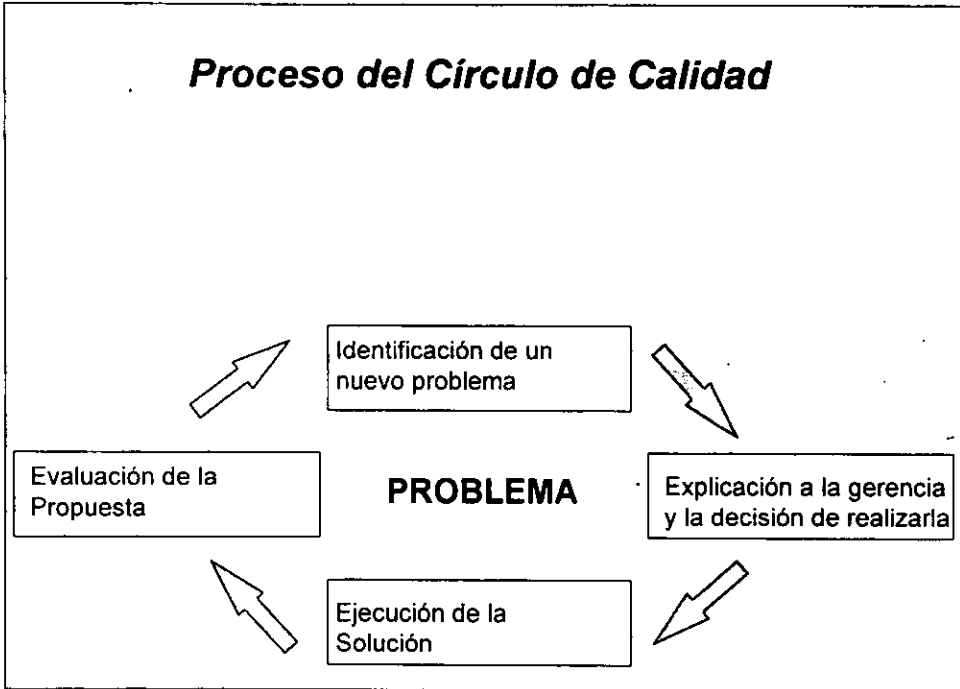 Proceso del Círculo de Calidad
Identificación de un
nuevo problema
Evaluación de la
Propuesta
PROBLEMA
Explicación a la gerencia
y la decisión de realizarla
Ejecución de la
Solución